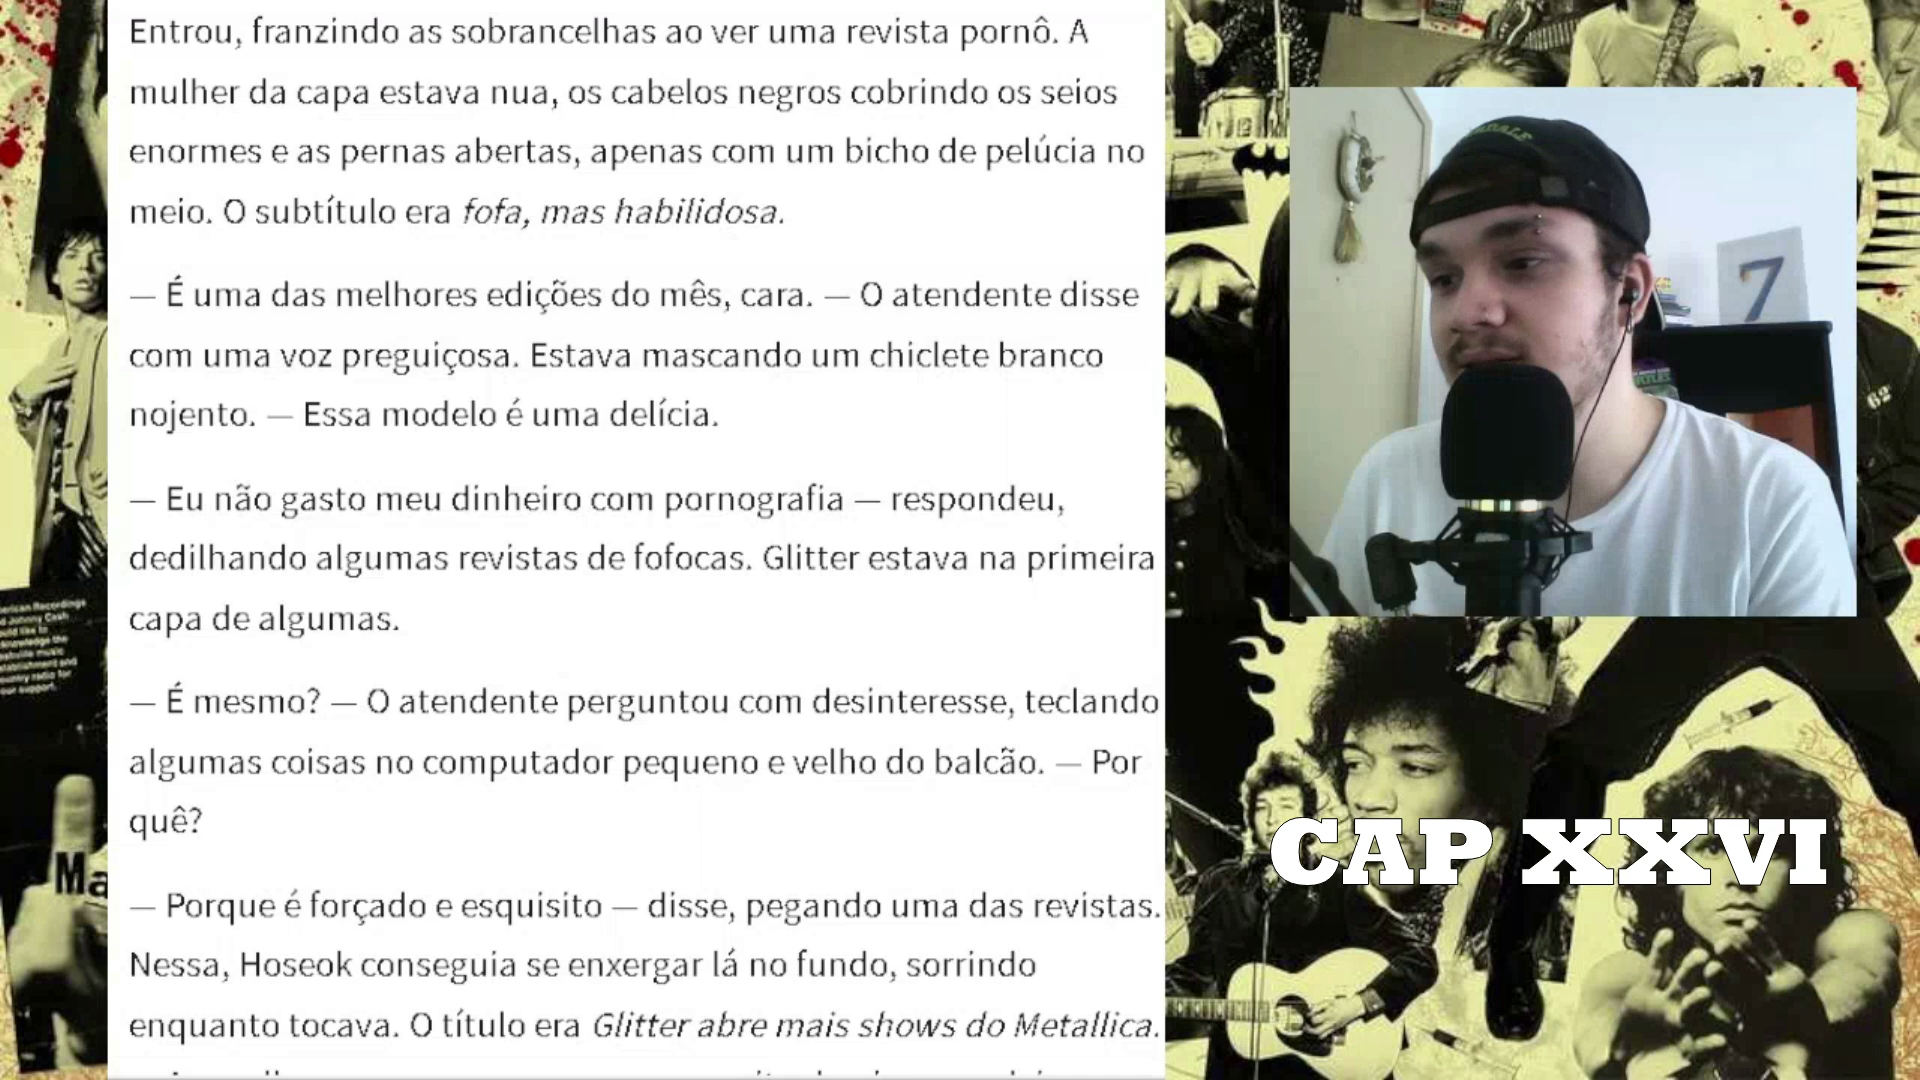 Entrou, franzindo as sobrancelhas ao ver uma revista pornô. A
mulher da capa estava nua, os cabelos negros cobrindo os seios
enormes e as pernas abertas, apenas com um bicho de pelúcia no
meio. O subtítulo era fofa, mas habilidosa.
— É uma das melhores edições do mês, cara. — O atendente disse
com uma voz preguiçosa. Estava mascando um chiclete branco
nojento. — Essa modelo é uma delícia.
— Eu não gasto meu dinheiro com pornografia — respondeu,
dedilhando algumas revistas de fofocas. Glitter estava na primeira
capa de algumas.
— É mesmo? — O atendente perguntou com desinteresse, teclando
algumas coisas no computador pequeno e velho do balcão. — Por
quê?
— Porque é forçado e esquisito — disse, pegando uma das revistas.
Nessa, Hoseok conseguia se enxergar lá no fundo, sorrindo
enquanto tocava. O título era Glitter abre mais shows do Metallica.
7
62
CAP XXVI
Ma